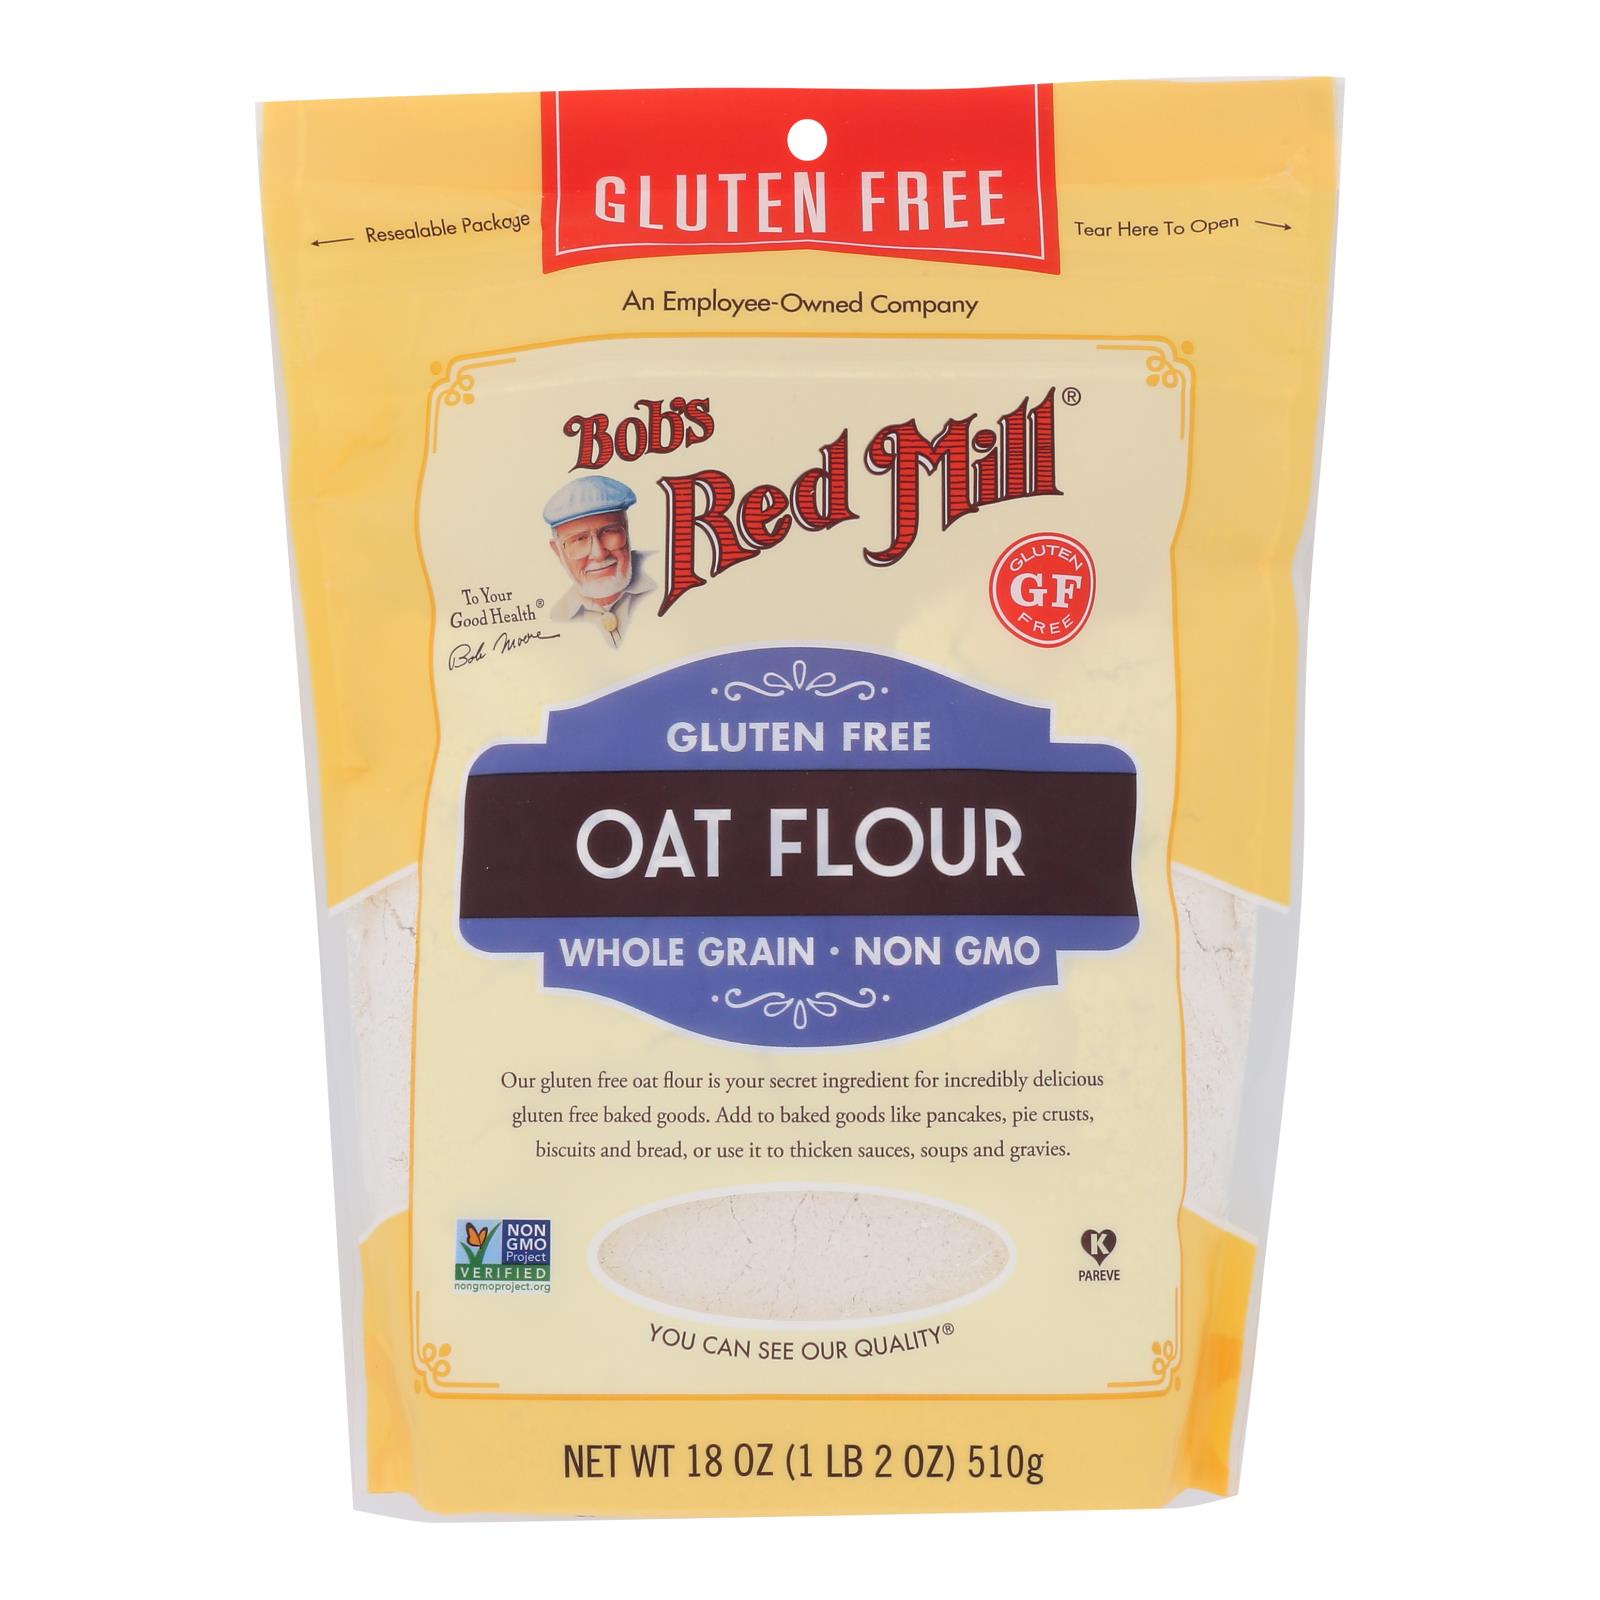 GLUTEN FREE
Resealable Package
Tear Here To Open
An Employee-Owned Company
Bob's
Red Mill®
GLUTEN
GF
FREE
To Your
Good Health®
Bob Moore
GLUTEN FREE
OAT FLOUR
WHOLE GRAIN • NON GMO
Our gluten free oat flour is your secret ingredient for incredibly delicious
gluten free baked goods. Add to baked goods like pancakes, pie crusts,
biscuits and bread, or use it to thicken sauces, soups and gravies.
NON
GMO
Project
VERIFIED
nongmoproject.org
K
PAREVE
YOU CAN SEE OUR QUALITY®
NET WT 18 OZ (1 LB 2 OZ) 510g